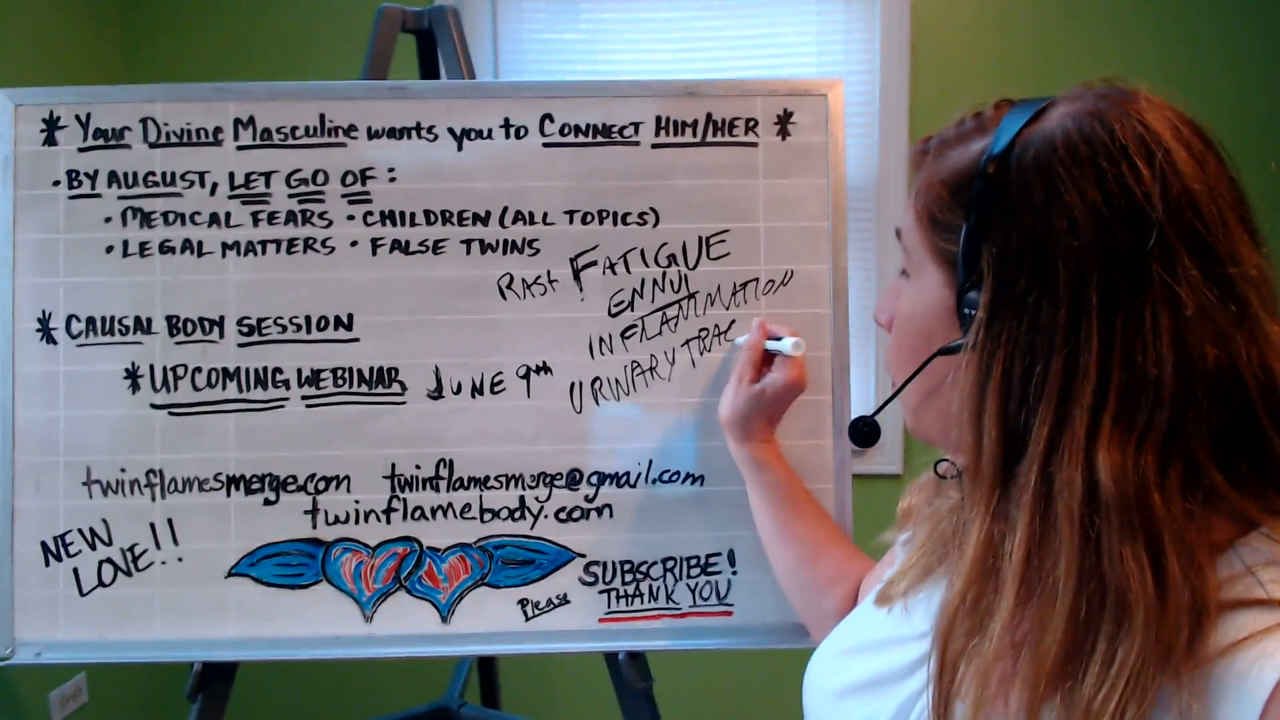 * Your Divine Masculine wants you to CONNECT HIM/HER *
• BY AUGUST, LET GO OF:
• MEDICAL FEARS • CHILDREN (ALL TOPICS)
• LEGAL MATTERS • FALSE TWINS
RASH FATIGUE
ENNUI
INFLAMMATION
URINARY TRAC
* CAUSAL BODY SESSION
* UPCOMING WEBINAR JUNE 9th
twinflamesmerge.com twinflamesmerge@gmail.com
twinflamebody.com
NEW
LOVE!!
SUBSCRIBE!
Please THANK YOU